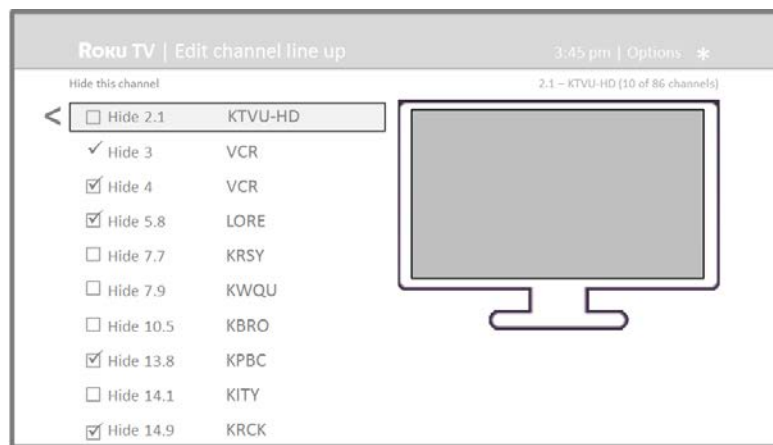 Roku TV | Edit channel line up 3:45 pm | Options *
Hide this channel 2.1 – KTVU-HD (10 of 86 channels)
< Hide 2.1 KTVU-HD
Hide 3 VCR
Hide 4 VCR
Hide 5.8 LORE
Hide 7.7 KRSY
Hide 7.9 KWQU
Hide 10.5 KBRO
Hide 13.8 KPBC
Hide 14.1 KITY
Hide 14.9 KRCK